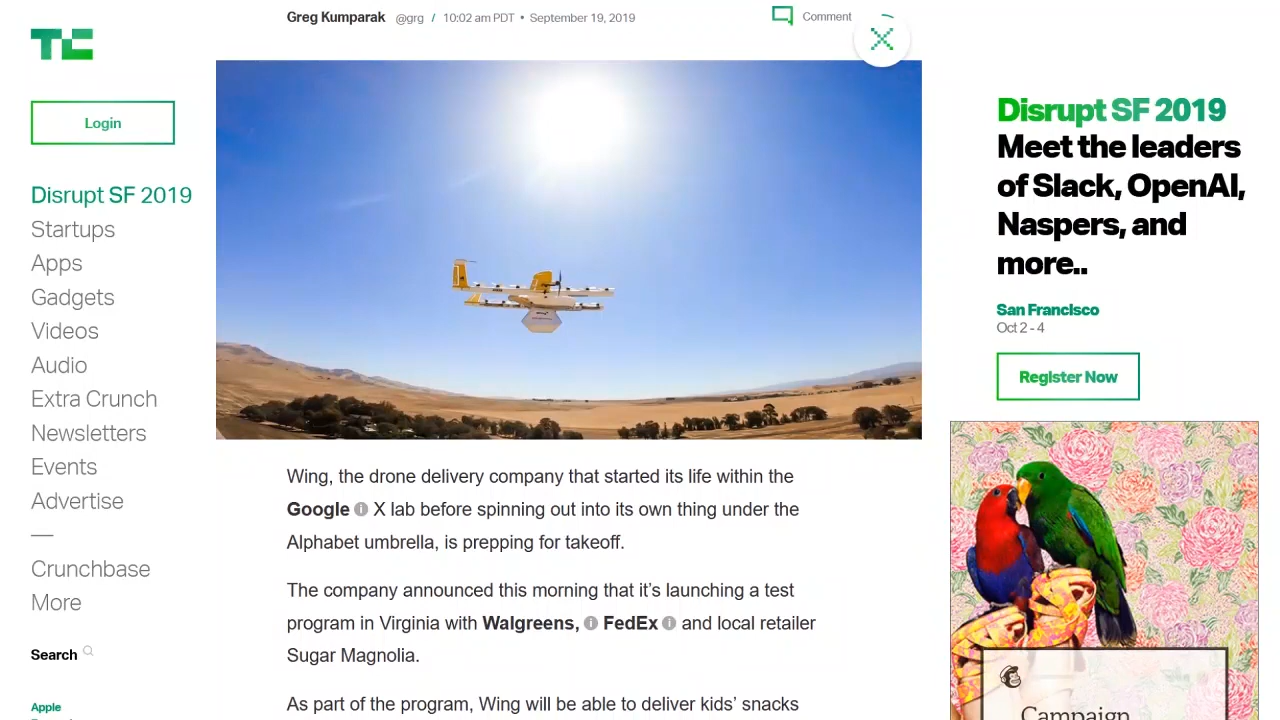 Greg Kumparak @grg / 10:02 am PDT • September 19, 2019
Comment
TC
Login
Disrupt SF 2019
Startups
Apps
Gadgets
Videos
Audio
Extra Crunch
Newsletters
Events
Advertise
—
Crunchbase
More
Search
Apple
Wing, the drone delivery company that started its life within the
Google X lab before spinning out into its own thing under the
Alphabet umbrella, is prepping for takeoff.
The company announced this morning that it’s launching a test
program in Virginia with Walgreens, FedEx and local retailer
Sugar Magnolia.
As part of the program, Wing will be able to deliver kids’ snacks
Disrupt SF 2019
Meet the leaders
of Slack, OpenAI,
Naspers, and
more..
San Francisco
Oct 2 - 4
Register Now
Campaign